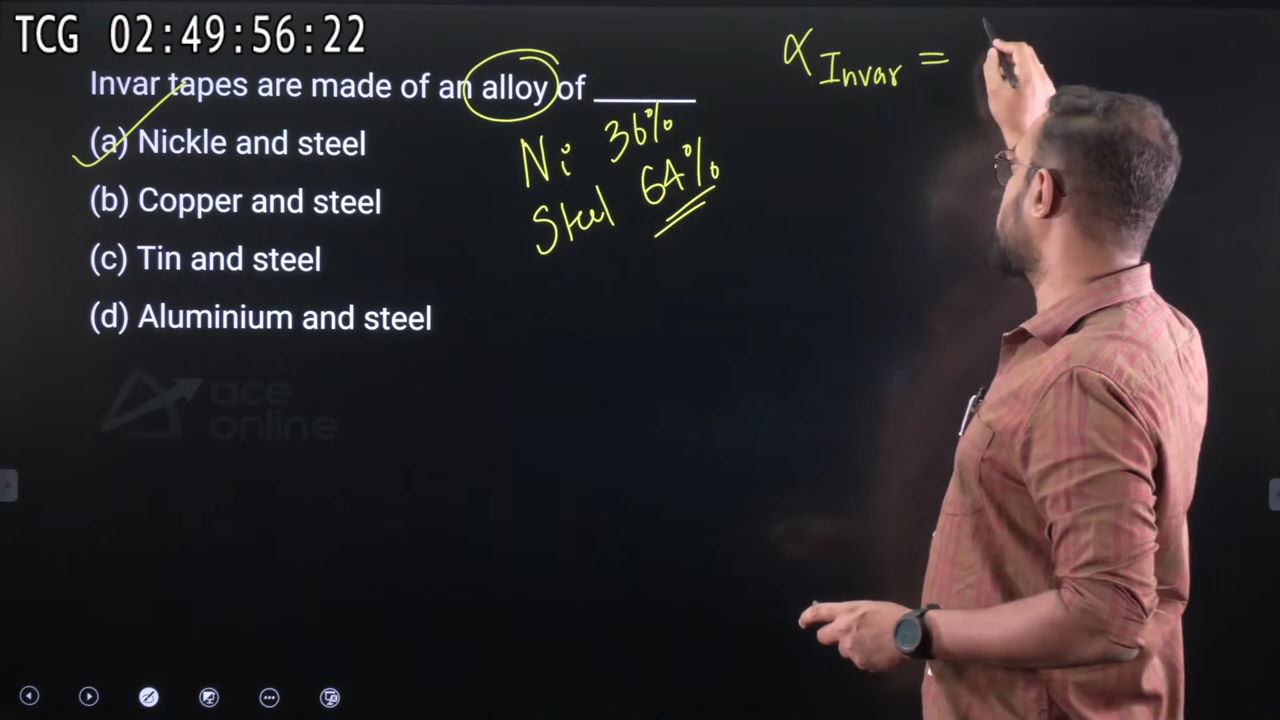 TCG 02:49:56:22
Invar tapes are made of an alloy of ________
(a) Nickle and steel
(b) Copper and steel
(c) Tin and steel
(d) Aluminium and steel
Ni 36%
Steel 64%
α Invar =
ace
online